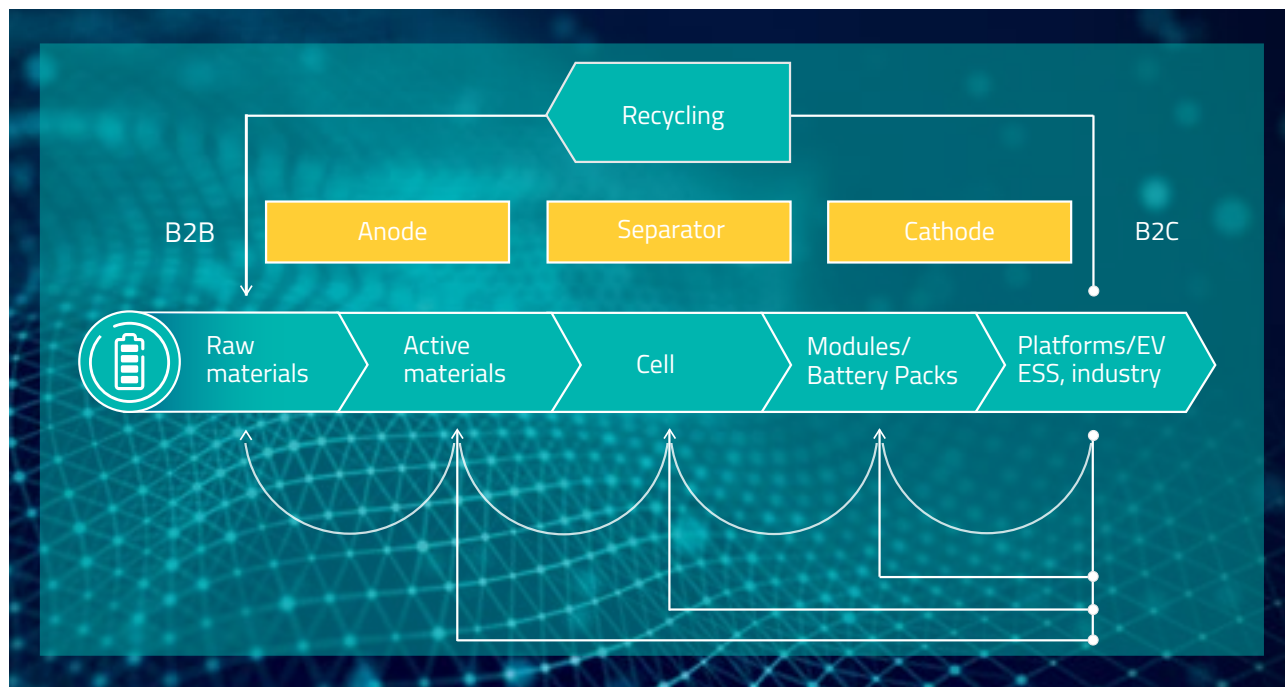 Recycling
B2B
Anode
Separator
Cathode
B2C
Raw
materials
Active
materials
Cell
Modules/
Battery Packs
Platforms/EV
ESS, industry